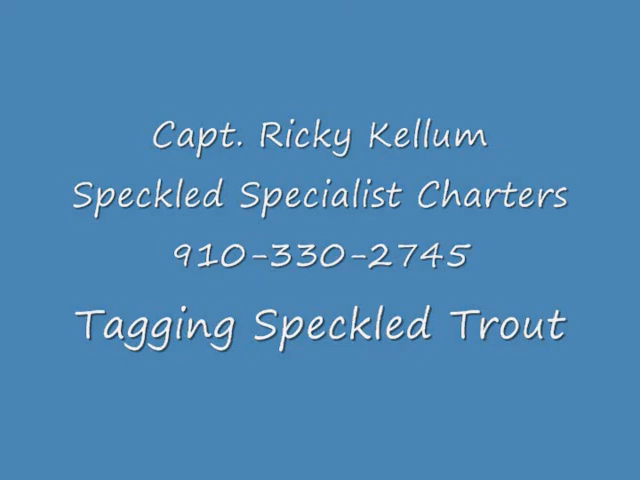 Capt. Ricky Kellum
Speckled Specialist Charters
910-330-2745
Tagging Speckled Trout